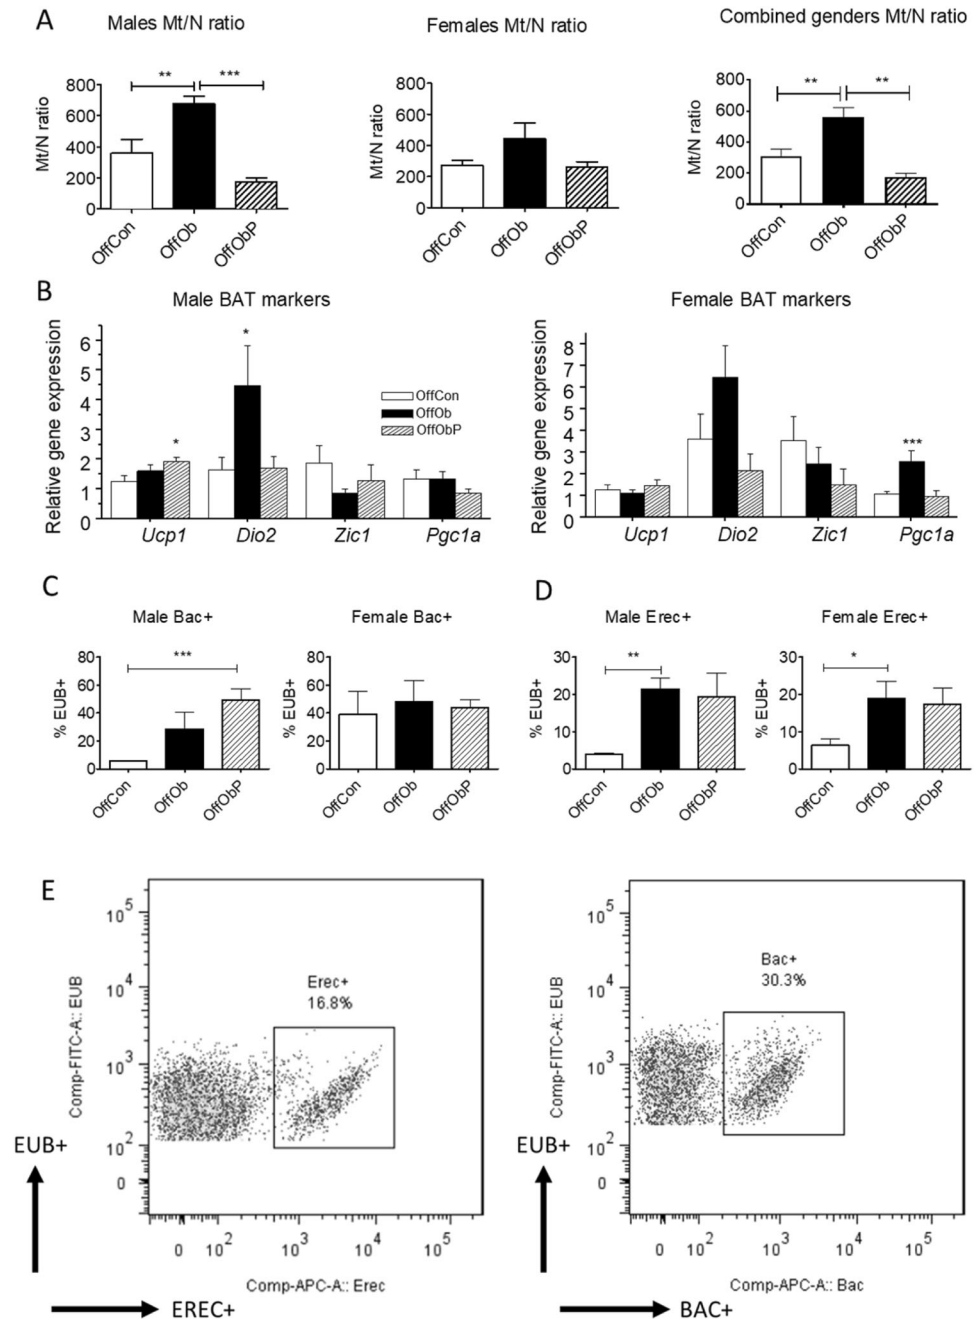 A
Males Mt/N ratio
Females Mt/N ratio
Combined genders Mt/N ratio
Mt/N ratio
800
600
400
200
0
** ***
OffCon OffOb OffObP
Mt/N ratio
800
600
400
200
0
OffCon OffOb OffObP
Mt/N ratio
800
600
400
200
0
** **
OffCon OffOb OffObP
B
Male BAT markers
Relative gene expression
6
5
4
3
2
1
0
*
*
OffCon
OffOb
OffObP
Ucp1 Dio2 Zic1 Pgc1a
Female BAT markers
Relative gene expression
8
7
6
5
4
3
2
1
0
***
Ucp1 Dio2 Zic1 Pgc1a
C
Male Bac+
% EUB+
80
60
40
20
0
***
OffCon OffOb OffObP
Female Bac+
% EUB+
80
60
40
20
0
OffCon OffOb OffObP
D
Male Erec+
% EUB+
30
20
10
0
**
OffCon OffOb OffObP
Female Erec+
% EUB+
30
20
10
0
*
OffCon OffOb OffObP
E
Comp-FITC-A:: EUB
10^5
10^4
10^3
10^2
0
Erec+
16.8%
0 10^2 10^3 10^4 10^5
Comp-APC-A:: Erec
EUB+
EREC+
Comp-FITC-A:: EUB
10^5
10^4
10^3
10^2
0
Bac+
30.3%
0 10^2 10^3 10^4 10^5
Comp-APC-A:: Bac
EUB+
BAC+